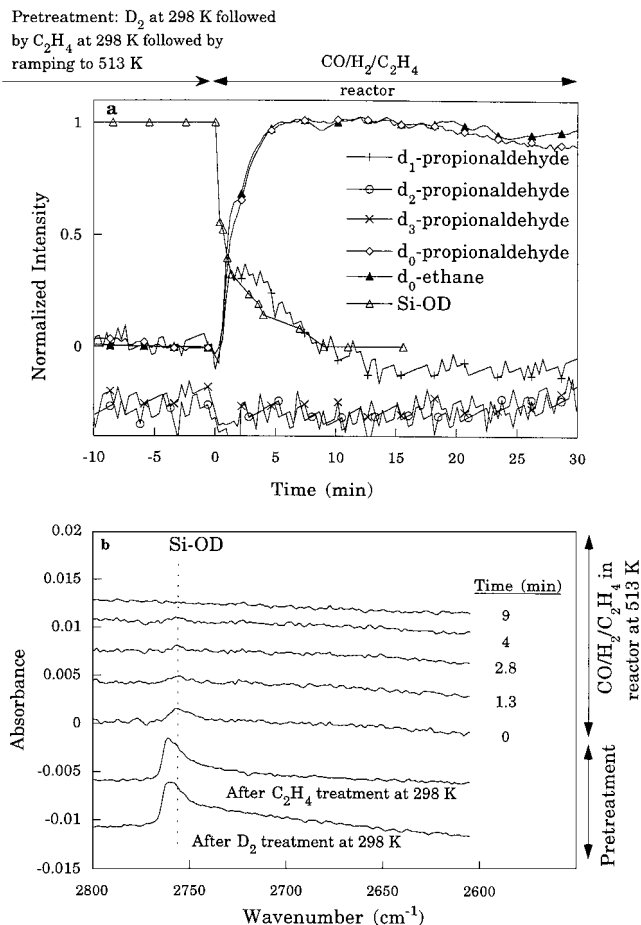 Pretreatment: D2 at 298 K followed
by C2H4 at 298 K followed by
ramping to 513 K
CO/H2/C2H4
reactor
a
1
0.5
0
Normalized Intensity
d1-propionaldehyde
d2-propionaldehyde
d3-propionaldehyde
d0-propionaldehyde
d0-ethane
Si-OD
-10 -5 0 5 10 15 20 25 30
Time (min)
b
Si-OD
0.02
0.015
0.01
0.005
0
-0.005
-0.01
-0.015
Absorbance
Time (min)
9
4
2.8
1.3
0
After C2H4 treatment at 298 K
After D2 treatment at 298 K
CO/H2/C2H4 in
reactor at 513 K
Pretreatment
2800 2750 2700 2650 2600
Wavenumber (cm-1)